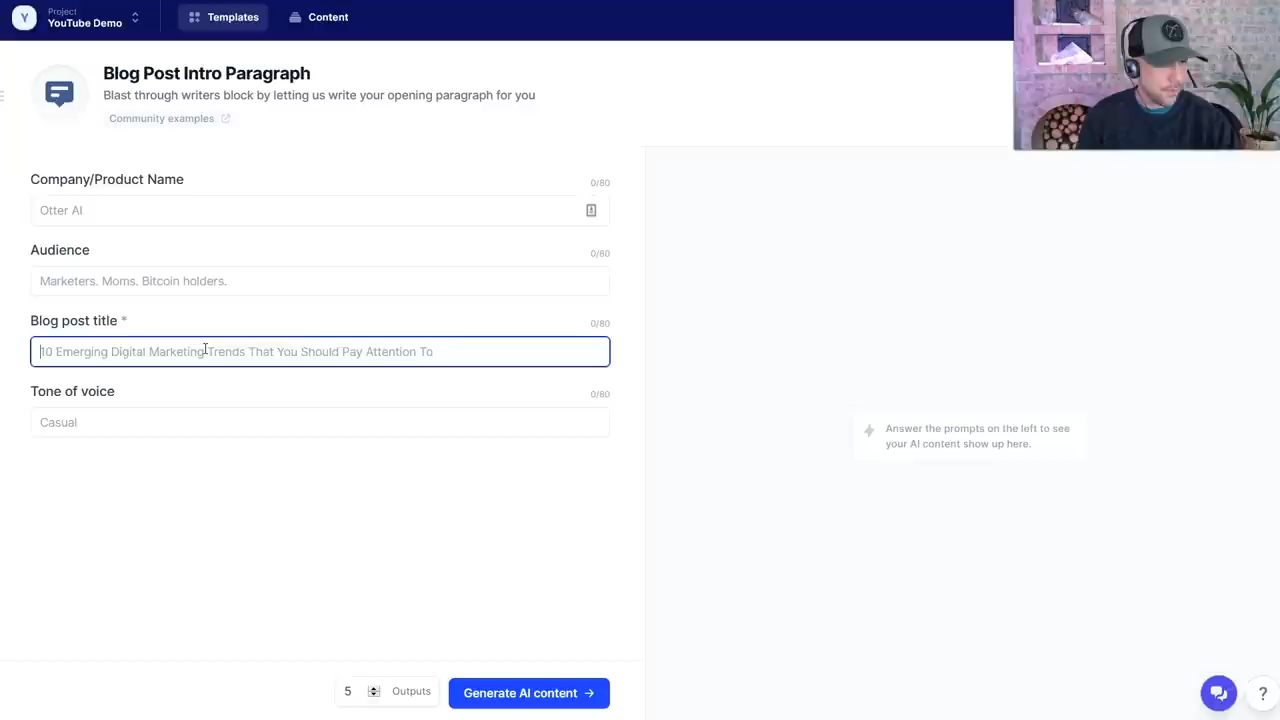 Y
Project
YouTube Demo
Templates
Content
Blog Post Intro Paragraph
Blast through writers block by letting us write your opening paragraph for you
Community examples
Company/Product Name
0/80
Otter AI
Audience
0/80
Marketers. Moms. Bitcoin holders.
Blog post title *
0/80
10 Emerging Digital Marketing Trends That You Should Pay Attention To
Tone of voice
0/80
Casual
Answer the prompts on the left to see
your AI content show up here.
5
Outputs
Generate AI content →
?